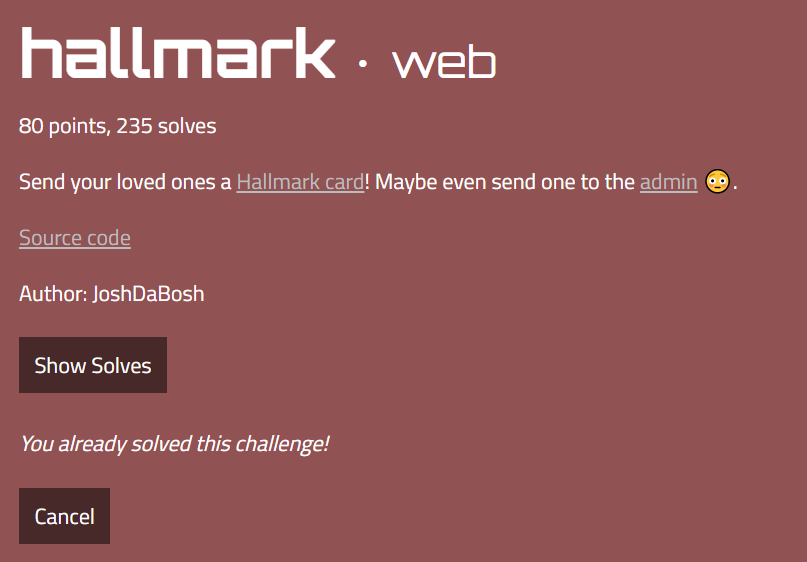 hallmark · web
80 points, 235 solves
Send your loved ones a Hallmark card! Maybe even send one to the admin 😳.
Source code
Author: JoshDaBosh
Show Solves
You already solved this challenge!
Cancel